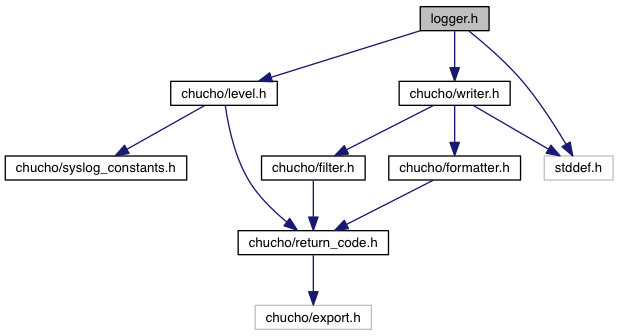 logger.h
chucho/level.h
chucho/writer.h
chucho/syslog_constants.h
chucho/filter.h
chucho/formatter.h
stddef.h
chucho/return_code.h
chucho/export.h